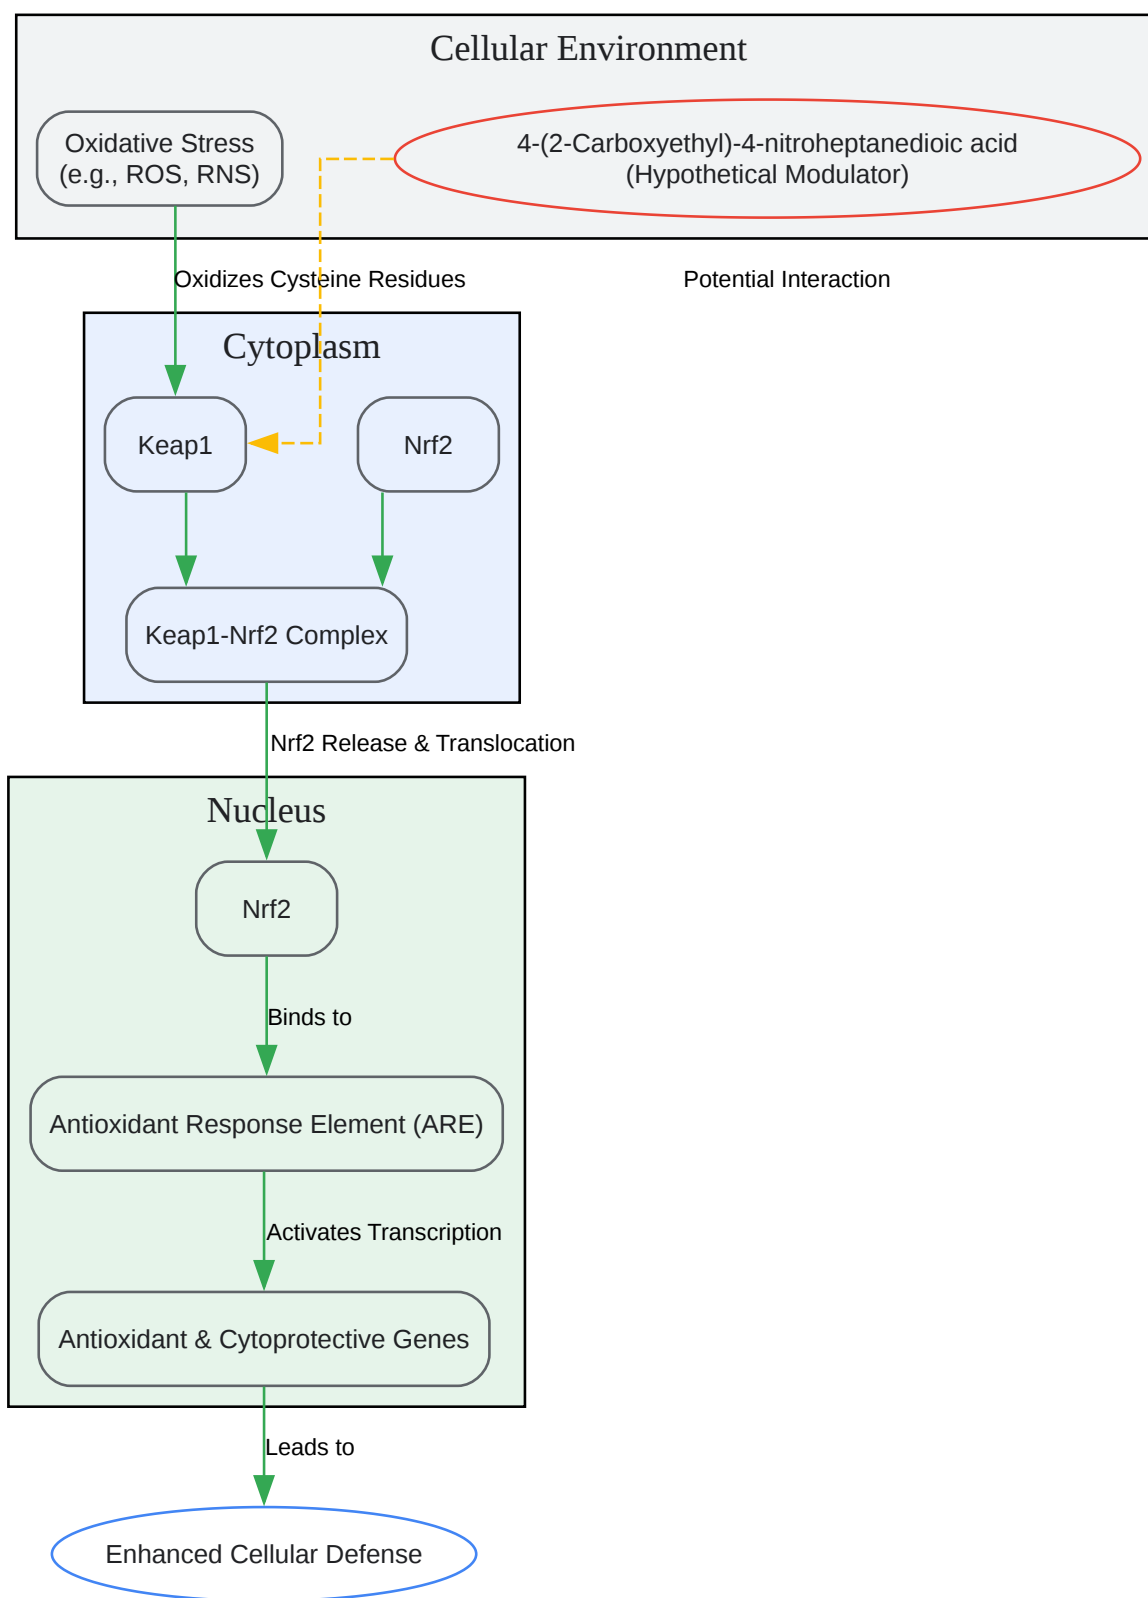 Cellular Environment
Oxidative Stress
(e.g., ROS, RNS)
4-(2-Carboxyethyl)-4-nitroheptanedioic acid
(Hypothetical Modulator)
Oxidizes Cysteine Residues
Potential Interaction
Cytoplasm
Keap1
Nrf2
Keap1-Nrf2 Complex
Nrf2 Release & Translocation
Nucleus
Nrf2
Binds to
Antioxidant Response Element (ARE)
Activates Transcription
Antioxidant & Cytoprotective Genes
Leads to
Enhanced Cellular Defense